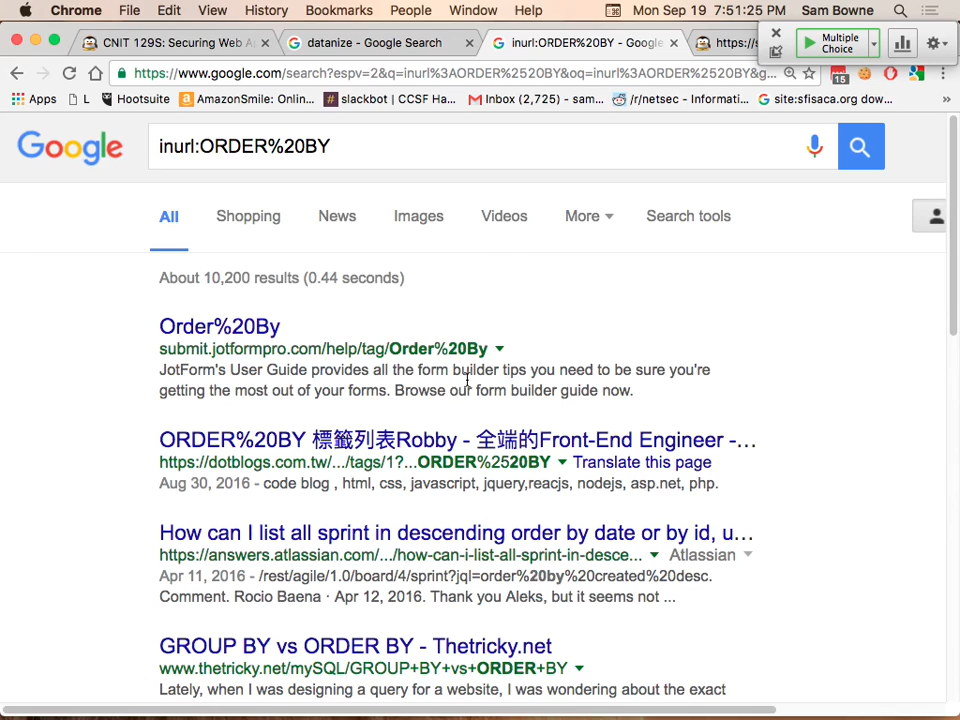 Chrome File Edit View History Bookmarks People Window Help Mon Sep 19 7:51:25 PM Sam Bowne
CNIT 129S: Securing Web A
datanize - Google Search
inurl:ORDER%20BY - Google
https://s
Multiple Choice
https://www.google.com/search?espv=2&q=inurl%3AORDER%2520BY&oq=inurl%3AORDER%2520BY&g...
15
Apps L Hootsuite AmazonSmile: Onlin... slackbot | CCSF Ha... Inbox (2,725) - sam... /r/netsec - Informati... site:sfisaca.org dow... »
Google
inurl:ORDER%20BY
All Shopping News Images Videos More Search tools
About 10,200 results (0.44 seconds)
Order%20By
submit.jotformpro.com/help/tag/Order%20By
JotForm's User Guide provides all the form builder tips you need to be sure you're
getting the most out of your forms. Browse our form builder guide now.
ORDER%20BY 標籤列表Robby - 全端的Front-End Engineer -...
https://dotblogs.com.tw/.../tags/1?...ORDER%2520BY Translate this page
Aug 30, 2016 - code blog , html, css, javascript, jquery,reacjs, nodejs, asp.net, php.
How can I list all sprint in descending order by date or by id, u...
https://answers.atlassian.com/.../how-can-i-list-all-sprint-in-desce... Atlassian
Apr 11, 2016 - /rest/agile/1.0/board/4/sprint?jql=order%20by%20created%20desc.
Comment. Rocio Baena · Apr 12, 2016. Thank you Aleks, but it seems not ...
GROUP BY vs ORDER BY - Thetricky.net
www.thetricky.net/mySQL/GROUP+BY+vs+ORDER+BY
Lately, when I was designing a query for a website, I was wondering about the exact